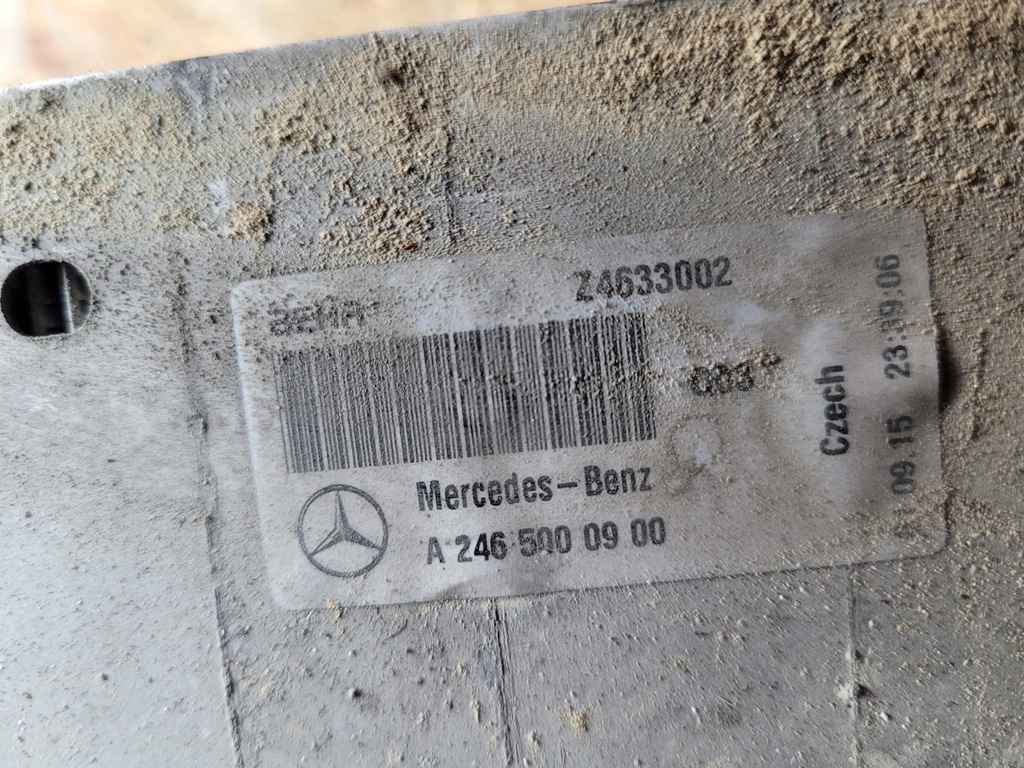 BEHR
Z4633002
Mercedes-Benz
A 246 500 09 00
Czech
09.15 23:39:06